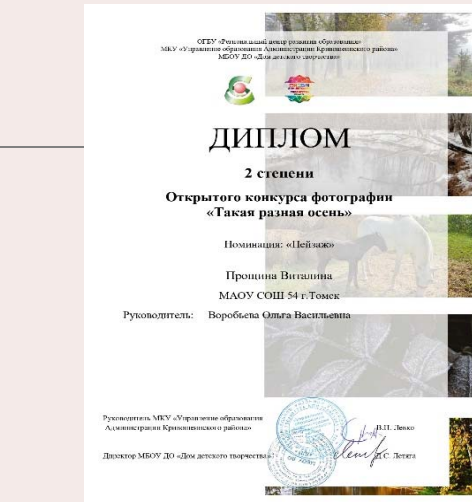 ОГБУ «Региональный центр развития образования»
МКУ «Управление образования Администрации Кривошеинского района»
МБОУ ДО «Дом детского творчества»
ДИПЛОМ
2 степени
Открытого конкурса фотографии
«Такая разная осень»
Номинация: «Пейзаж»
Прощина Виталина
МАОУ СОШ 54 г.Томск
Руководитель: Воробьева Ольга Васильевна
Руководитель МКУ «Управление образования
Администрации Кривошеинского района»
В.П. Левко
Директор МБОУ ДО «Дом детского творчества»
Д.С. Летяга